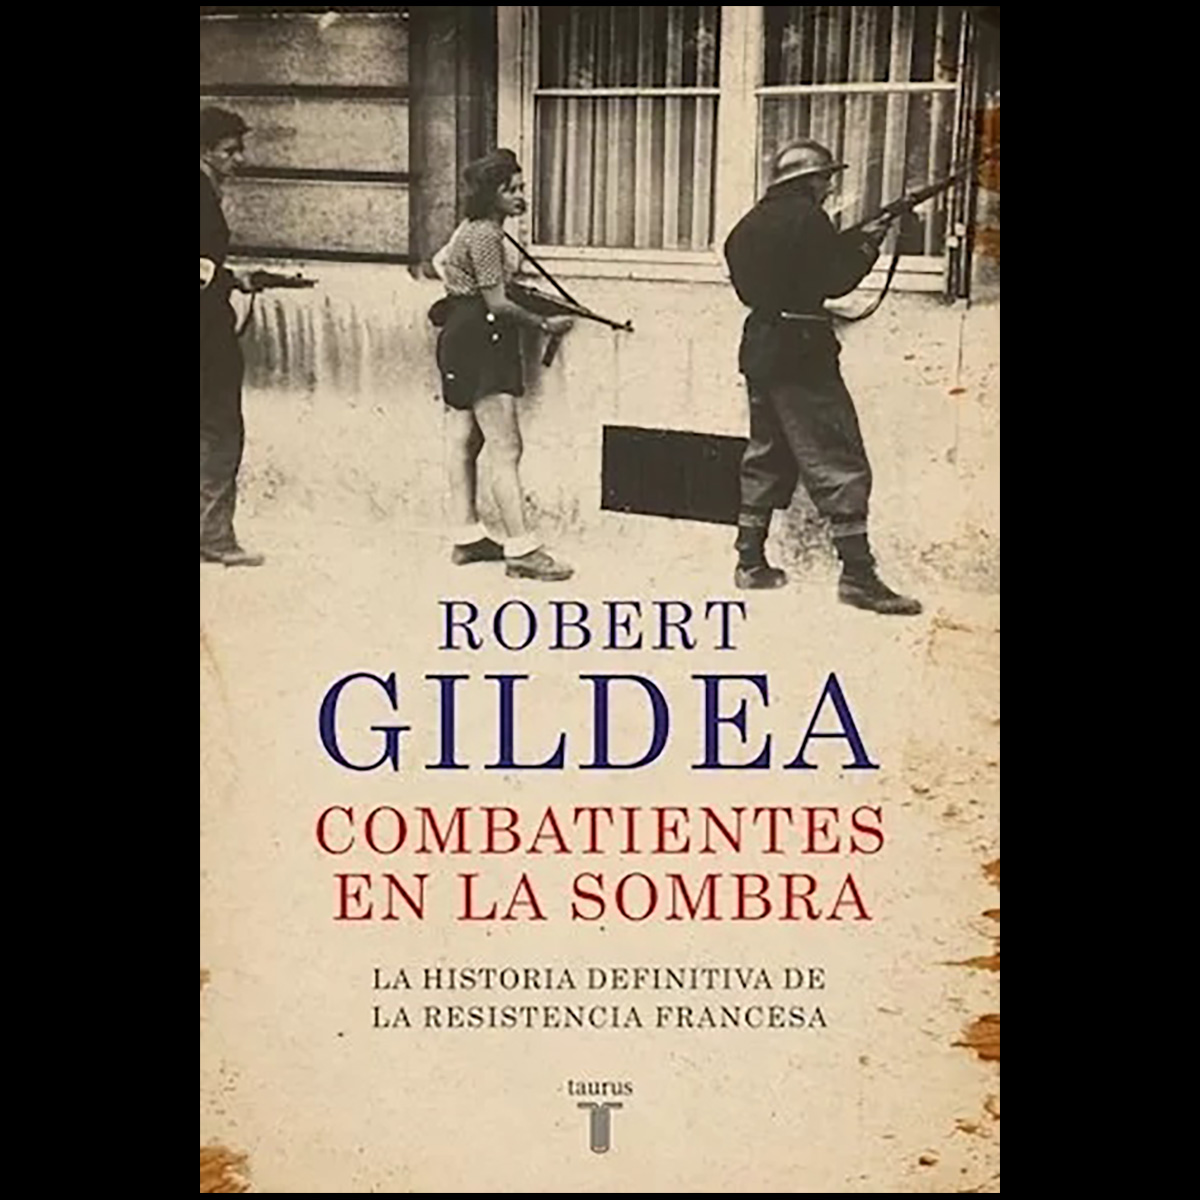 ROBERT
GILDEA
COMBATIENTES
EN LA SOMBRA
LA HISTORIA DEFINITIVA DE
LA RESISTENCIA FRANCESA
taurus